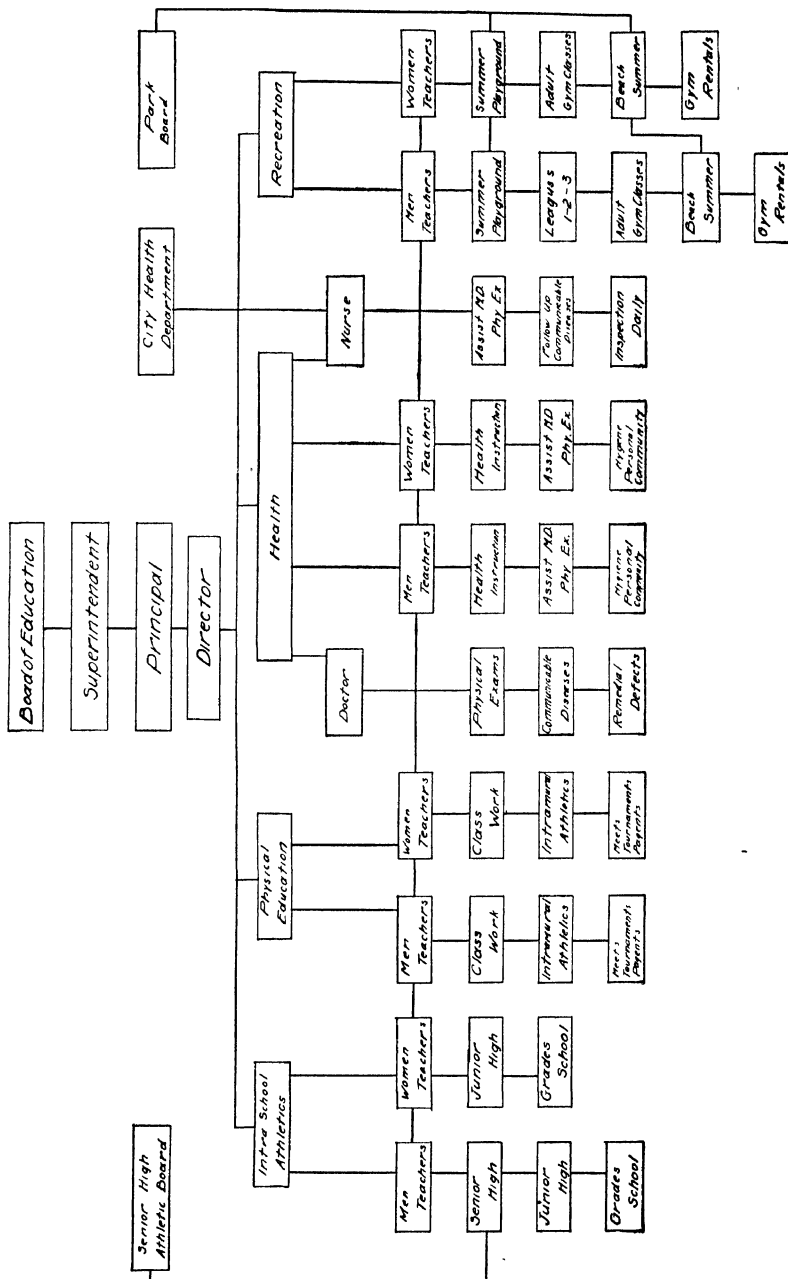 Board of Education
Superintendent
Principal
Director
Senior High
Athletic Board
City Health
Department
Park
Board
Intra School
Athletics
Physical
Education
Health
Recreation
Doctor
Nurse
Men
Teachers
Women
Teachers
Men
Teachers
Women
Teachers
Men
Teachers
Women
Teachers
Men
Teachers
Women
Teachers
Senior
High
Junior
High
Class
Work
Class
Work
Physical
Exams
Health
Instruction
Health
Instruction
Assist M.D.
Phy Ex
Summer
Playground
Summer
Playground
Junior
High
Grades
School
Intramural
Athletics
Intramural
Athletics
Communicable
Diseases
Assist M.D.
Phy Ex.
Assist M.D.
Phy. Ex.
Follow Up
Communicable
Diseases
Leagues
1-2-3
Adult
Gym Classes
Grades
School
Meets
Tournaments
Pagents
Meets
Tournaments
Pagents
Remedial
Defects
Hygiene
Personal
Community
Hygiene
Personal
Community
Inspection
Daily
Adult
Gym Classes
Beach
Summer
Beach
Summer
Gym
Rentals
Gym
Rentals